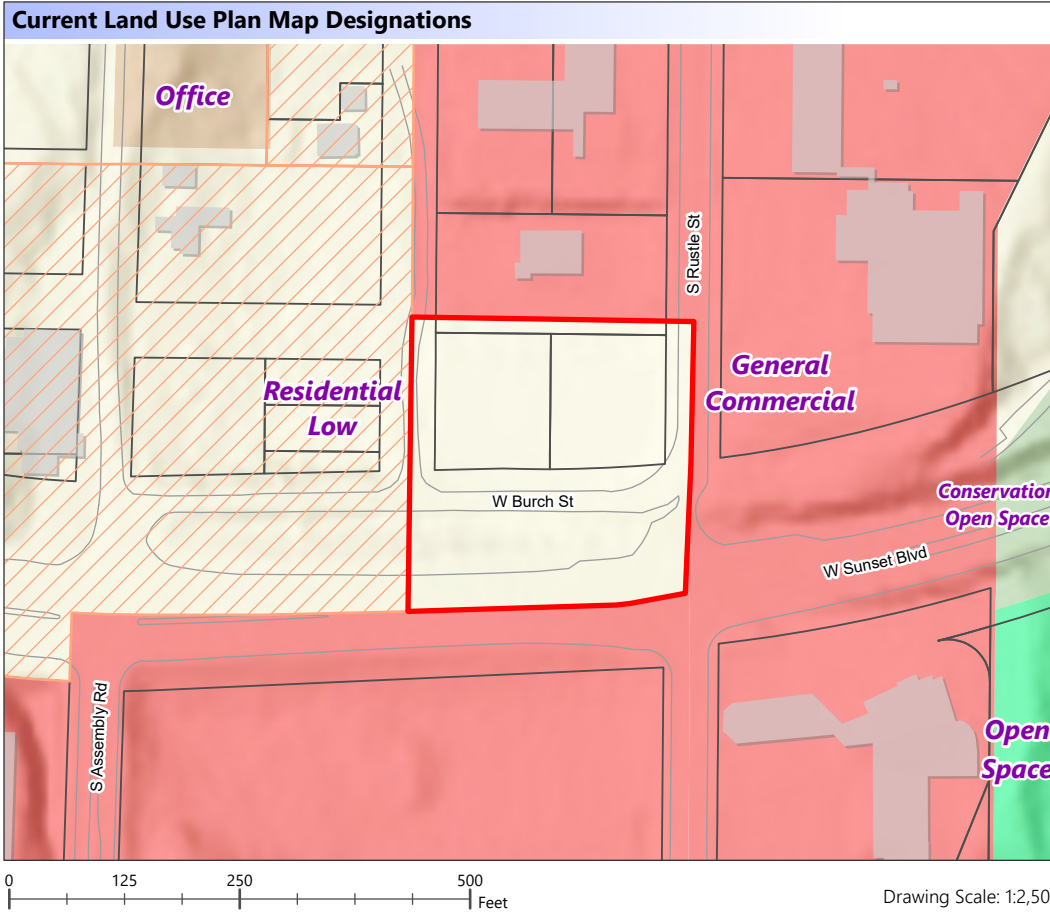 Current Land Use Plan Map Designations
Office
S Rustle St
General
Commercial
Residential
Low
W Burch St
Conservation
Open Space
W Sunset Blvd
S Assembly Rd
Open
Space
0 125 250 500
Feet
Drawing Scale: 1:2,50